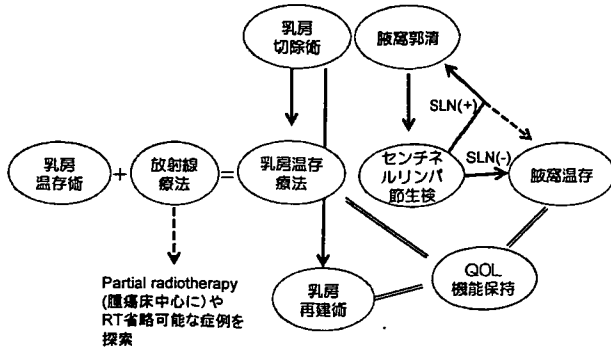 乳房
切除術
腋窩郭清
SLN(+)
乳房
温存術
+
放射線
療法
=
乳房温存
療法
センチネ
ルリンパ
節生検
SLN(-)
腋窩温存
Partial radiotherapy
(腫瘍床中心に)や
RT省略可能な症例を
探索
乳房
再建術
QOL
機能保持